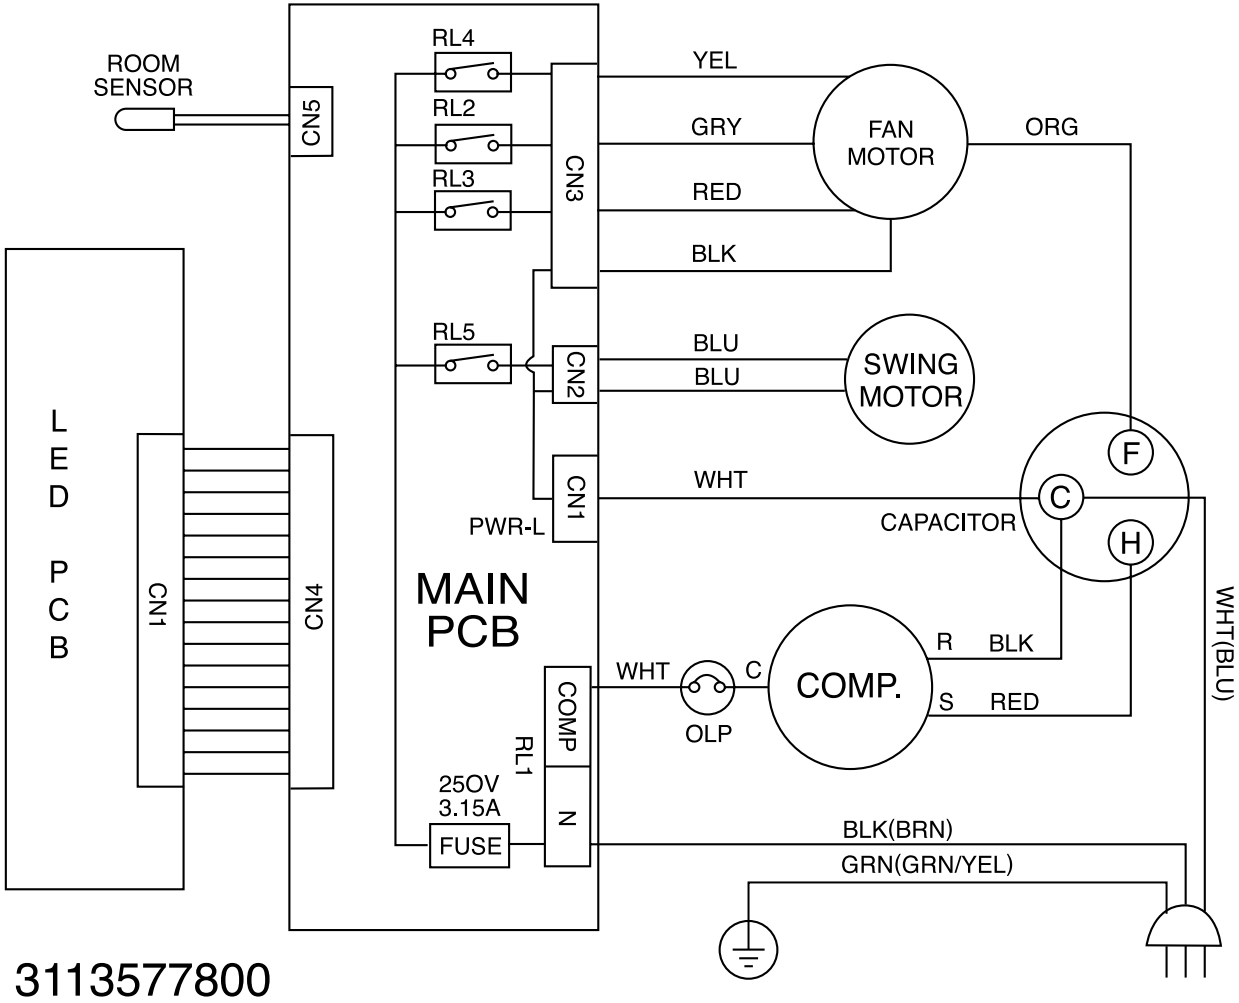 RL4
YEL
ROOM
SENSOR
CN5
RL2
GRY
FAN
MOTOR
ORG
CN3
RL3
RED
BLK
RL5
BLU
BLU
CN2
SWING
MOTOR
L
E
D
P
C
B
CN1
CN4
WHT
CN1
PWR-L
CAPACITOR
F
C
H
MAIN
PCB
WHT(BLU)
R
BLK
COMP.
S
RED
WHT
C
OLP
COMP
RL1
N
25OV
3.15A
FUSE
BLK(BRN)
GRN(GRN/YEL)
3113577800